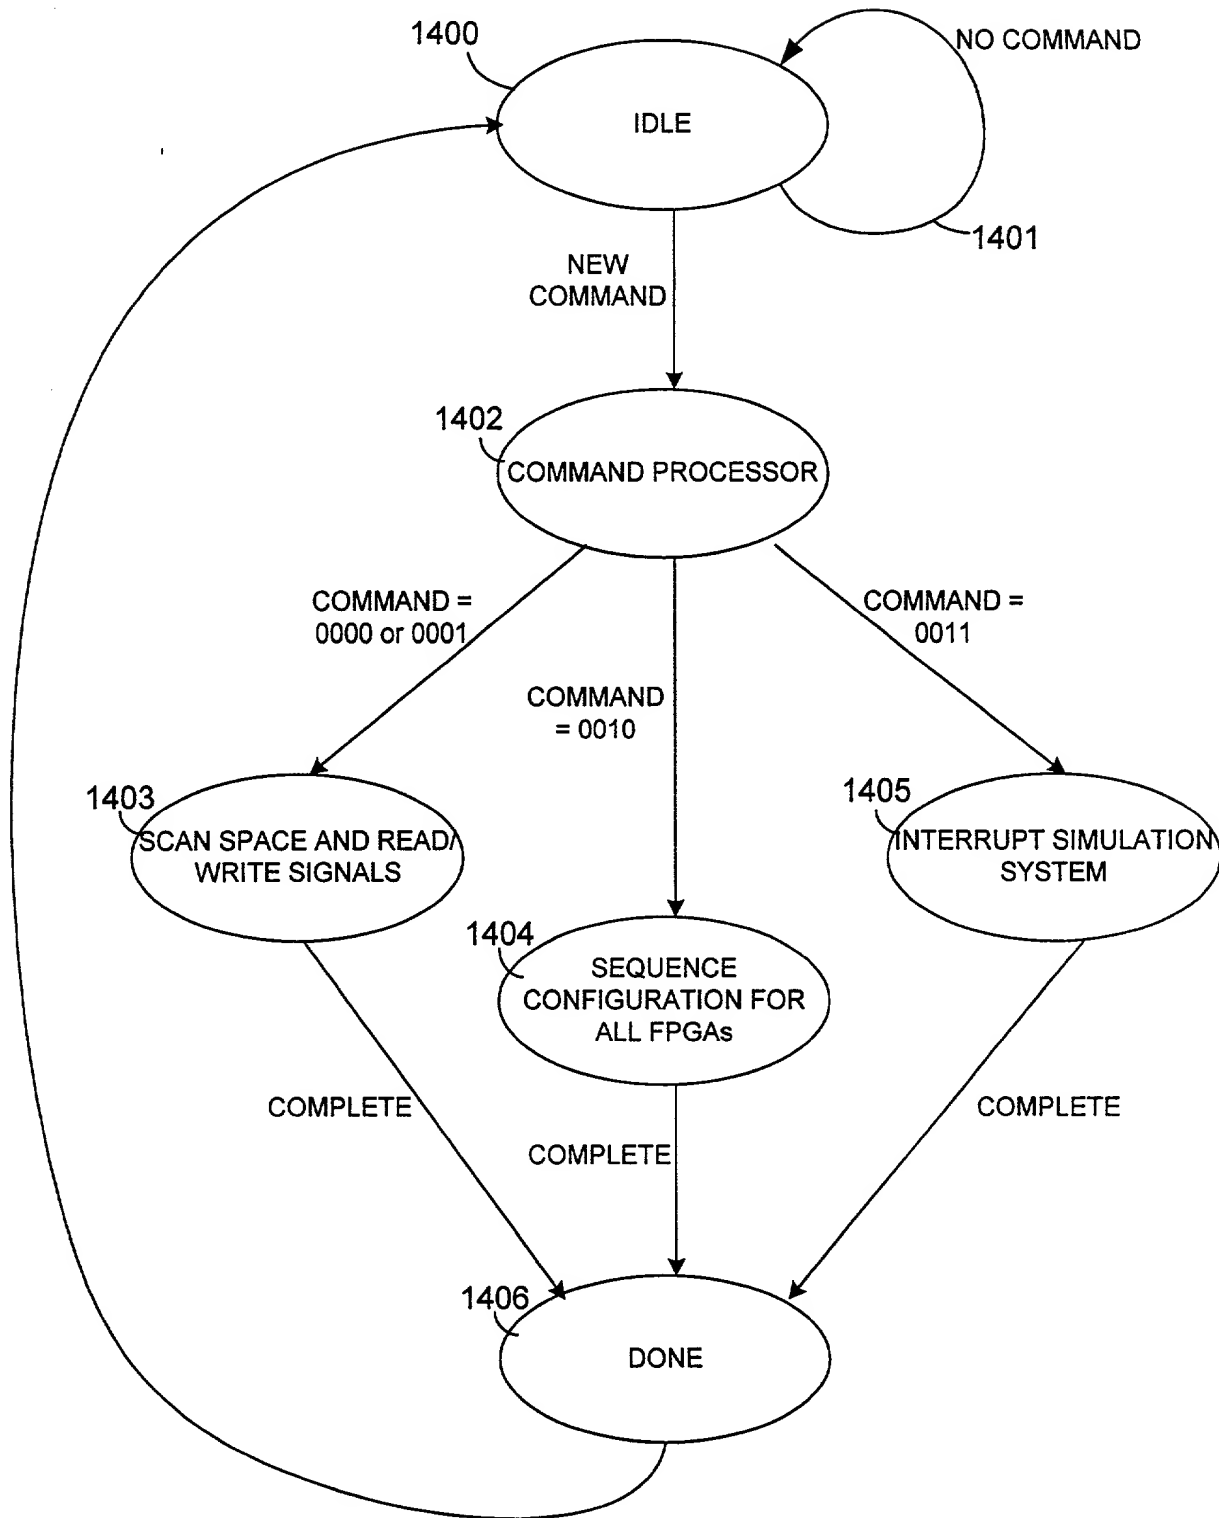 1400
NO COMMAND
IDLE
1401
NEW
COMMAND
1402
COMMAND PROCESSOR
COMMAND =
0000 or 0001
COMMAND =
0011
COMMAND
= 0010
1403
SCAN SPACE AND READ/
WRITE SIGNALS
1405
INTERRUPT SIMULATION
SYSTEM
1404
SEQUENCE
CONFIGURATION FOR
ALL FPGAs
COMPLETE
COMPLETE
COMPLETE
1406
DONE